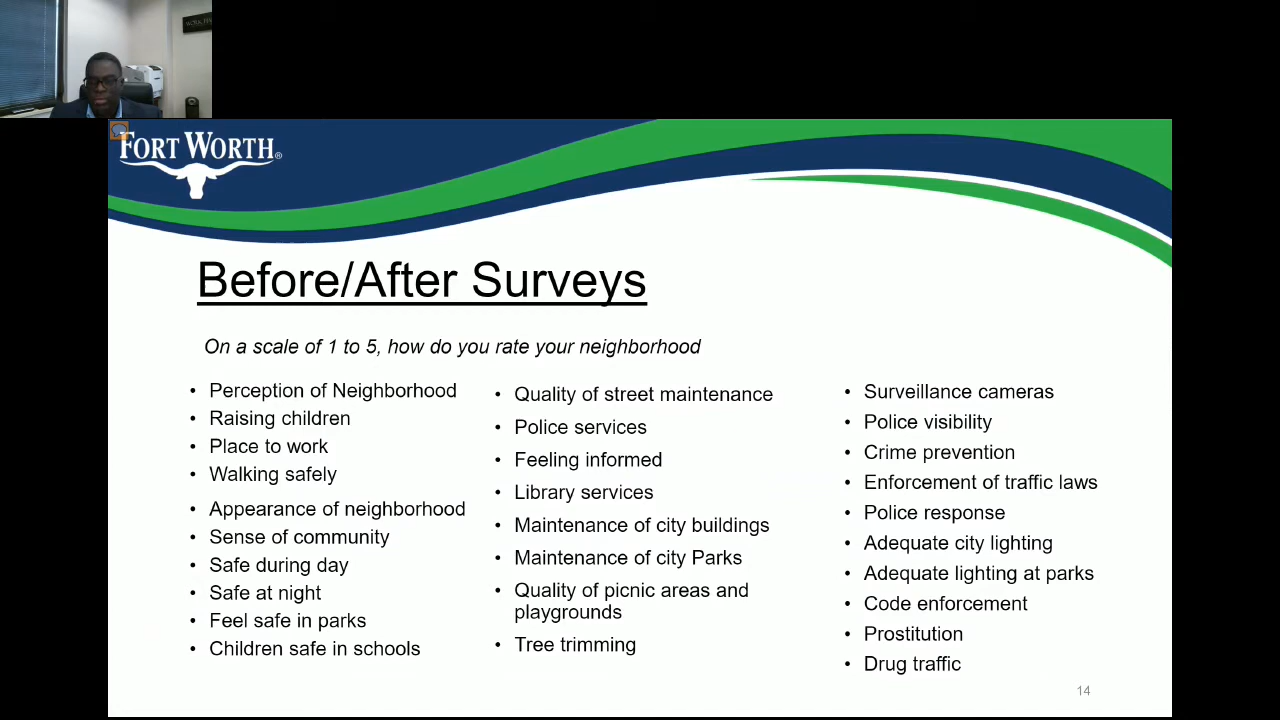 FORT WORTH®
Before/After Surveys
On a scale of 1 to 5, how do you rate your neighborhood
• Perception of Neighborhood
• Raising children
• Place to work
• Walking safely
• Appearance of neighborhood
• Sense of community
• Safe during day
• Safe at night
• Feel safe in parks
• Children safe in schools
• Quality of street maintenance
• Police services
• Feeling informed
• Library services
• Maintenance of city buildings
• Maintenance of city Parks
• Quality of picnic areas and
playgrounds
• Tree trimming
• Surveillance cameras
• Police visibility
• Crime prevention
• Enforcement of traffic laws
• Police response
• Adequate city lighting
• Adequate lighting at parks
• Code enforcement
• Prostitution
• Drug traffic
14